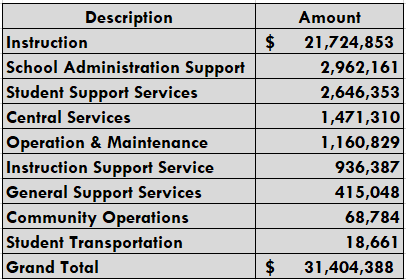 Description Amount
Instruction $ 21,724,853
School Administration Support 2,962,161
Student Support Services 2,646,353
Central Services 1,471,310
Operation & Maintenance 1,160,829
Instruction Support Service 936,387
General Support Services 415,048
Community Operations 68,784
Student Transportation 18,661
Grand Total $ 31,404,388